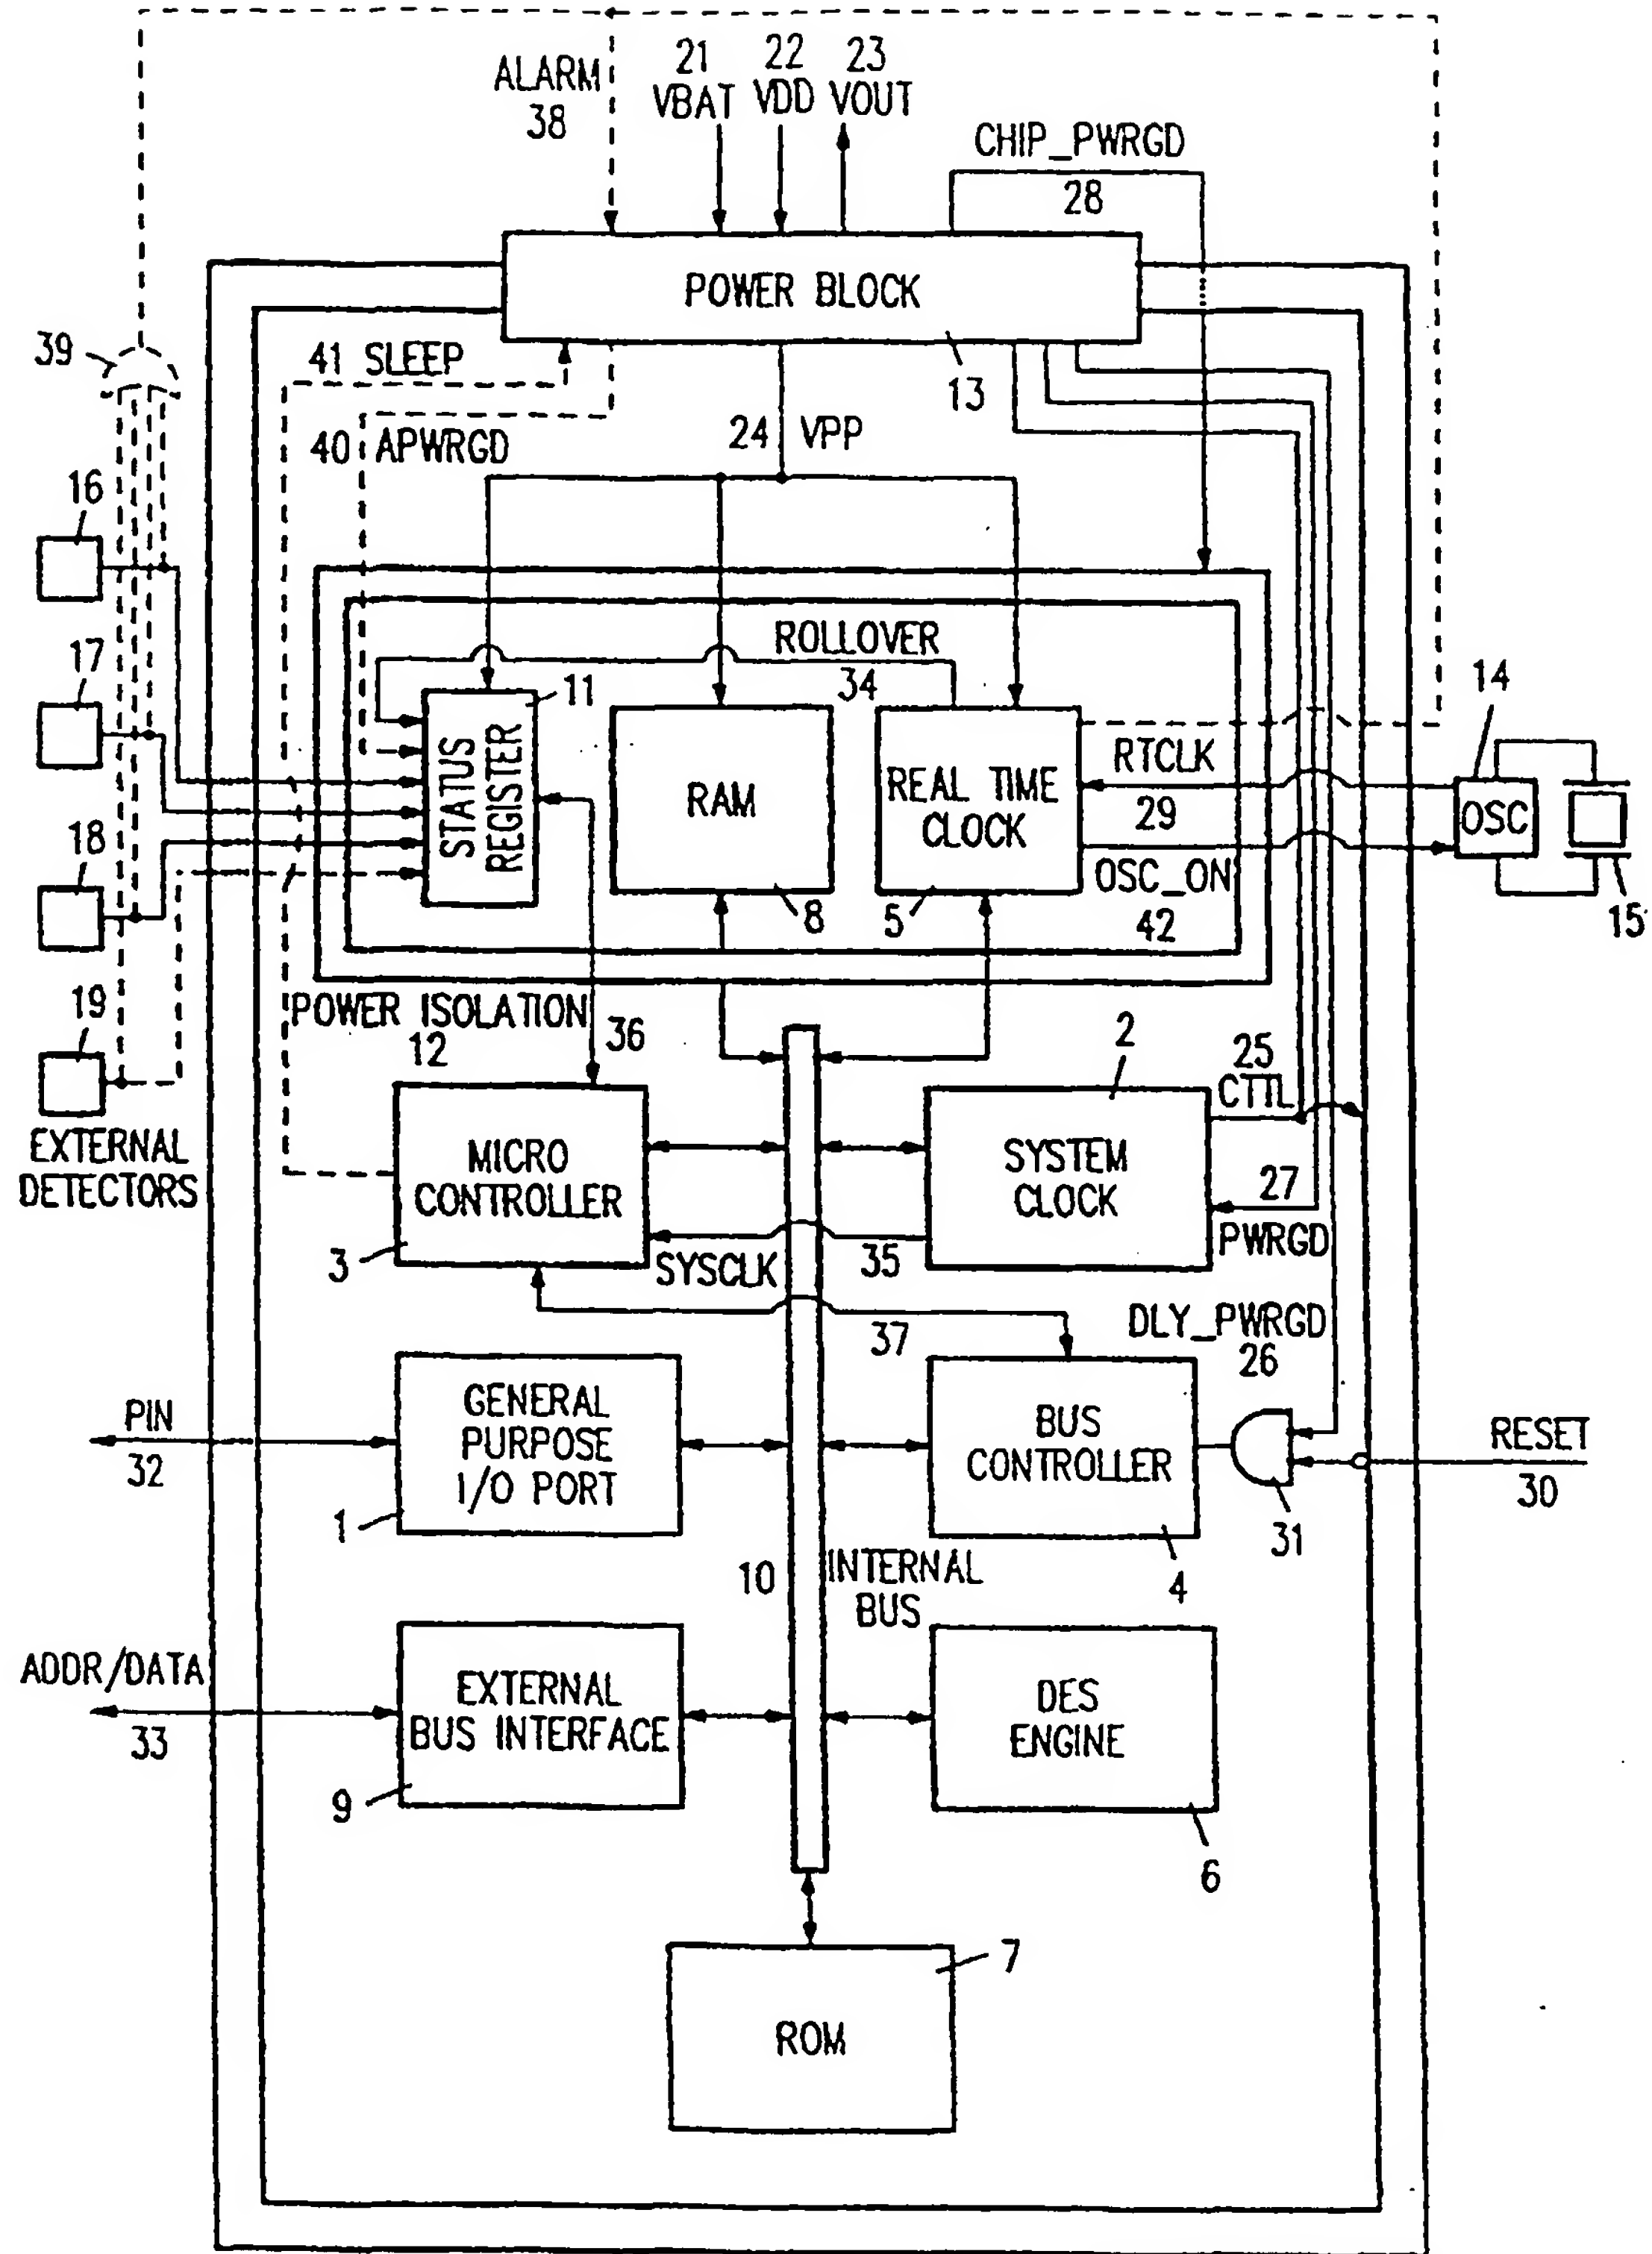 ALARM
38
21
VBAT
22
VDD
23
VOUT
CHIP_PWRGD
28
POWER BLOCK
13
39
41 SLEEP
40 APWRGD
24 VPP
16
17
18
19
EXTERNAL
DETECTORS
ROLLOVER
34
11
STATUS
REGISTER
RAM
8
REAL TIME
CLOCK
5
RTCLK
29
OSC_ON
42
14
OSC
15
POWER ISOLATION
12
36
2
25
CTTL
MICRO
CONTROLLER
3
SYSTEM
CLOCK
27
PWRGD
SYSCLK
35
37
DLY_PWRGD
26
PIN
32
GENERAL
PURPOSE
I/O PORT
1
BUS
CONTROLLER
4
31
RESET
30
10
INTERNAL
BUS
ADDR/DATA
33
EXTERNAL
BUS INTERFACE
9
DES
ENGINE
6
7
ROM